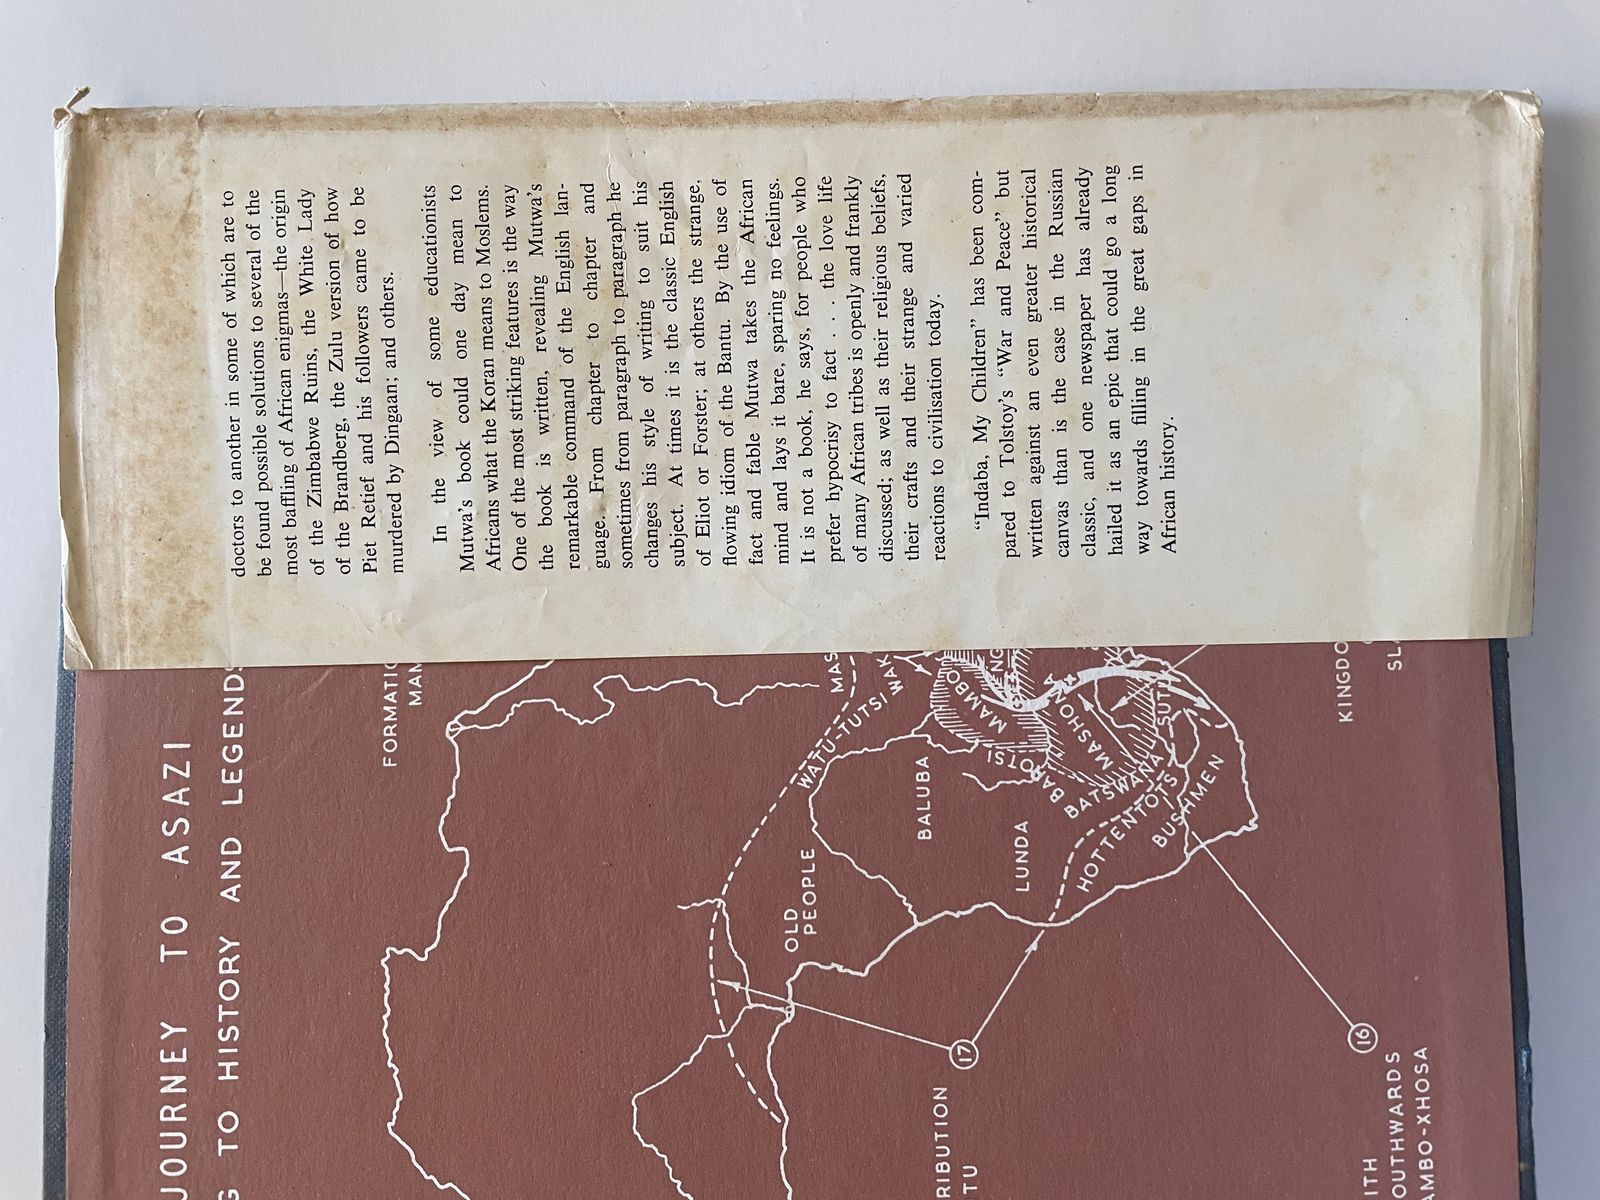 doctors to another in some of which are to
be found possible solutions to several of the
most baffling of African enigmas—the origin
of the Zimbabwe Ruins, the White Lady
of the Brandberg, the Zulu version of how
Piet Retief and his followers came to be
murdered by Dingaan; and others.
In the view of some educationists
Mutwa's book could one day mean to
Africans what the Koran means to Moslems.
One of the most striking features is the way
the book is written, revealing Mutwa's
remarkable command of the English lan-
guage. From chapter to chapter and
sometimes from paragraph to paragraph he
changes his style of writing to suit his
subject. At times it is the classic English
of Eliot or Forster; at others the strange,
flowing idiom of the Bantu. By the use of
fact and fable Mutwa takes the African
mind and lays it bare, sparing no feelings.
It is not a book, he says, for people who
prefer hypocrisy to fact . . . the love life
of many African tribes is openly and frankly
discussed; as well as their religious beliefs,
their crafts and their strange and varied
reactions to civilisation today.
"Indaba, My Children" has been com-
pared to Tolstoy's "War and Peace" but
written against an even greater historical
canvas than is the case in the Russian
classic, and one newspaper has already
hailed it as an epic that could go a long
way towards filling in the great gaps in
African history.
JOURNEY TO ASAZI
G TO HISTORY AND LEGENDS
FORMATIO
MAM
MAS
WATU-TUTSI
WAK
MAMBO
ENG
BAROTSI
MASHONA
SUTH
BATSWANA
HOTTENTOTS
BUSHMEN
BALUBA
LUNDA
OLD
PEOPLE
KINGDO
SLA
17
16
RIBUTION
TU
ITH
OUTHWARDS
AMBO-XHOSA